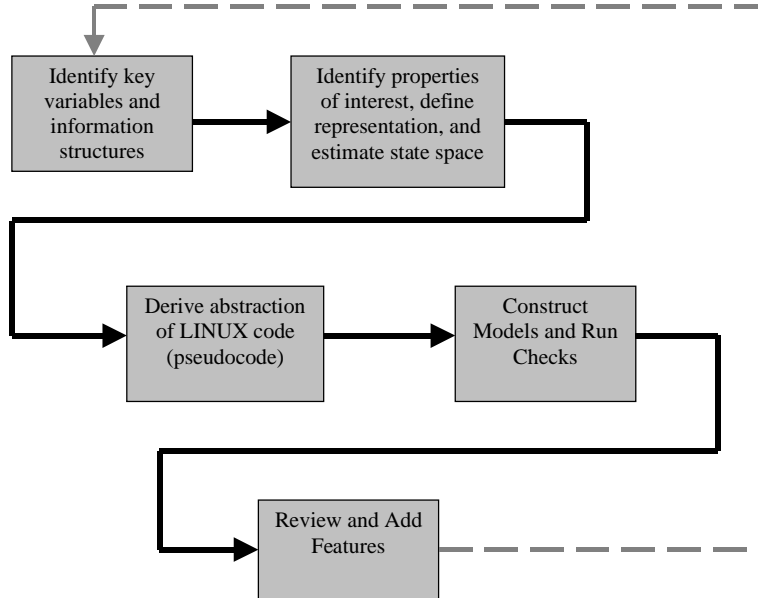 Identify key
variables and
information
structures
Identify properties
of interest, define
representation, and
estimate state space
Derive abstraction
of LINUX code
(pseudocode)
Construct
Models and Run
Checks
Review and Add
Features